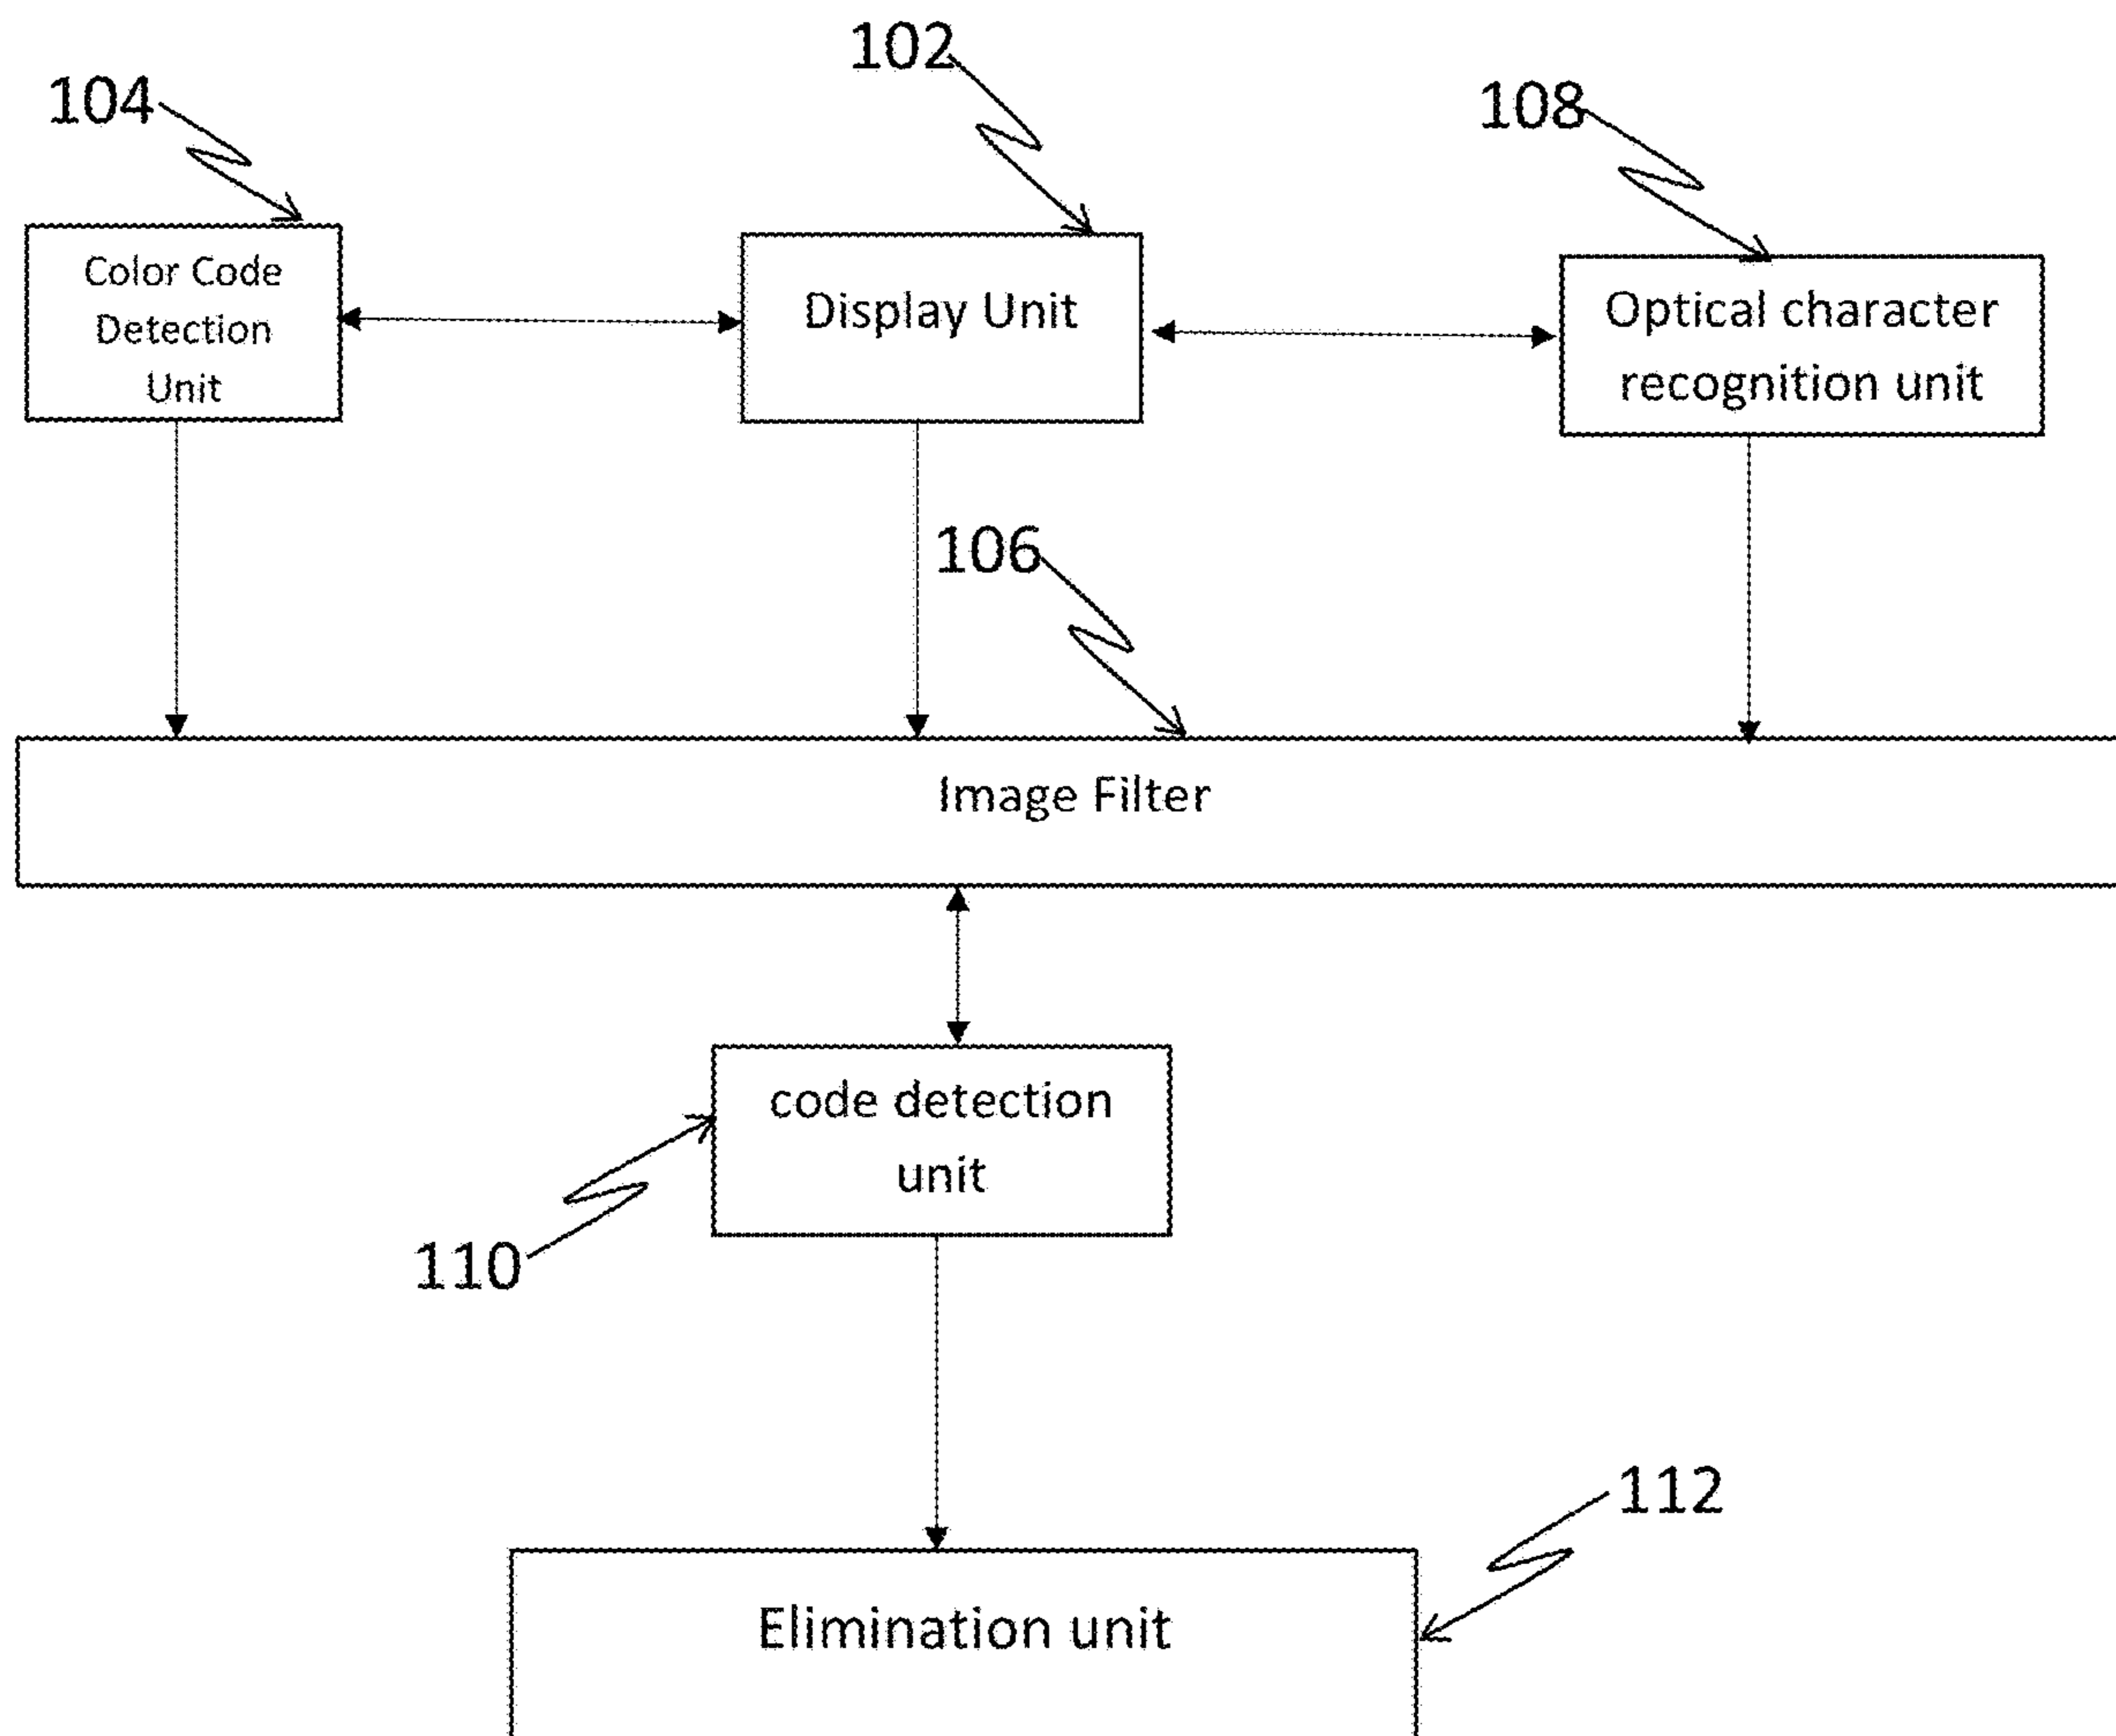 102
104
108
Color Code
Detection
Unit
Display Unit
Optical character
recognition unit
106
Image Filter
code detection
unit
110
112
Elimination unit